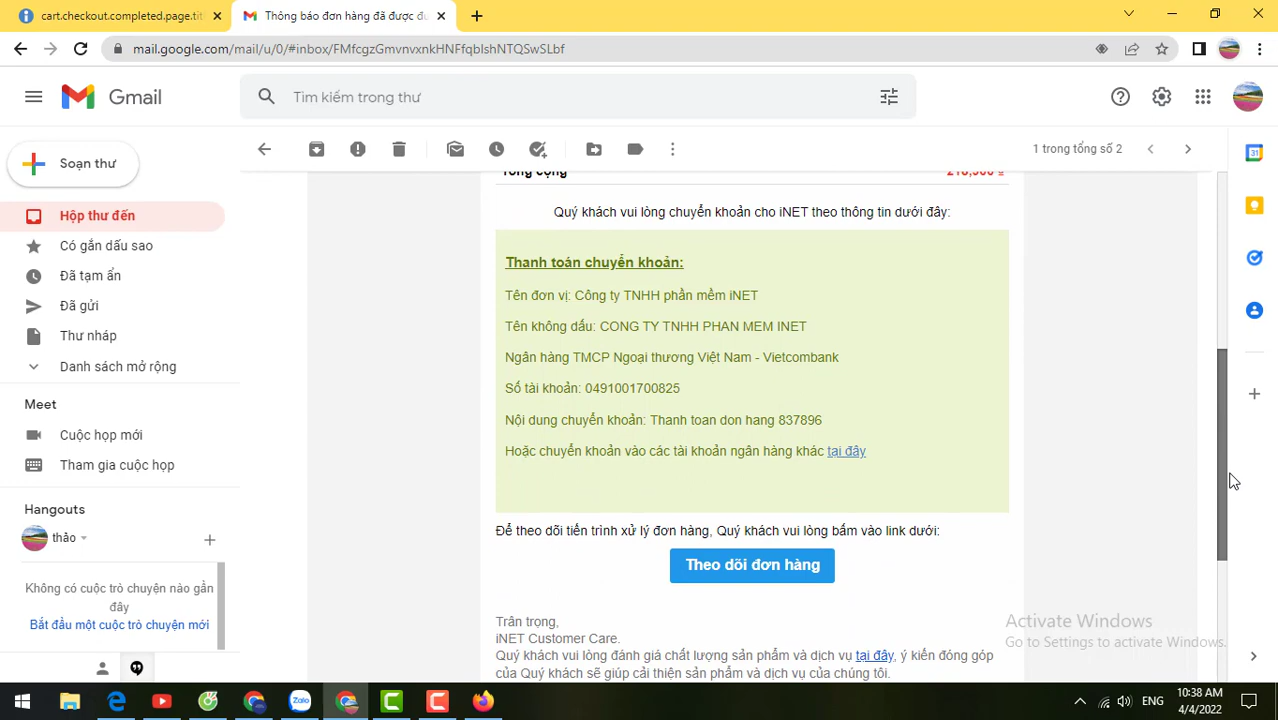 cart.checkout.completed.page.tit
Thông báo đơn hàng đã được đu
mail.google.com/mail/u/0/#inbox/FMfcgzGmvnvxnkHNFfqblshNTQSwSLbf
Gmail
Tìm kiếm trong thư
Soạn thư
1 trong tổng số 2
Hộp thư đến
Có gắn dấu sao
Đã tạm ẩn
Đã gửi
Thư nháp
Danh sách mở rộng
Meet
Cuộc họp mới
Tham gia cuộc họp
Hangouts
thảo
Không có cuộc trò chuyện nào gần
đây
Bắt đầu một cuộc trò chuyện mới
Tổng cộng
Quý khách vui lòng chuyển khoản cho iNET theo thông tin dưới đây:
Thanh toán chuyển khoản:
Tên đơn vị: Công ty TNHH phần mềm iNET
Tên không dấu: CONG TY TNHH PHAN MEM INET
Ngân hàng TMCP Ngoại thương Việt Nam - Vietcombank
Số tài khoản: 0491001700825
Nội dung chuyển khoản: Thanh toan don hang 837896
Hoặc chuyển khoản vào các tài khoản ngân hàng khác tại đây
Để theo dõi tiến trình xử lý đơn hàng, Quý khách vui lòng bấm vào link dưới:
Theo dõi đơn hàng
Trân trọng,
iNET Customer Care.
Quý khách vui lòng đánh giá chất lượng sản phẩm và dịch vụ tại đây, ý kiến đóng góp
của Quý khách sẽ giúp cải thiện sản phẩm và dịch vụ của chúng tôi.
Activate Windows
Go to Settings to activate Windows.
31
Zalo
ENG
10:38 AM
4/4/2022